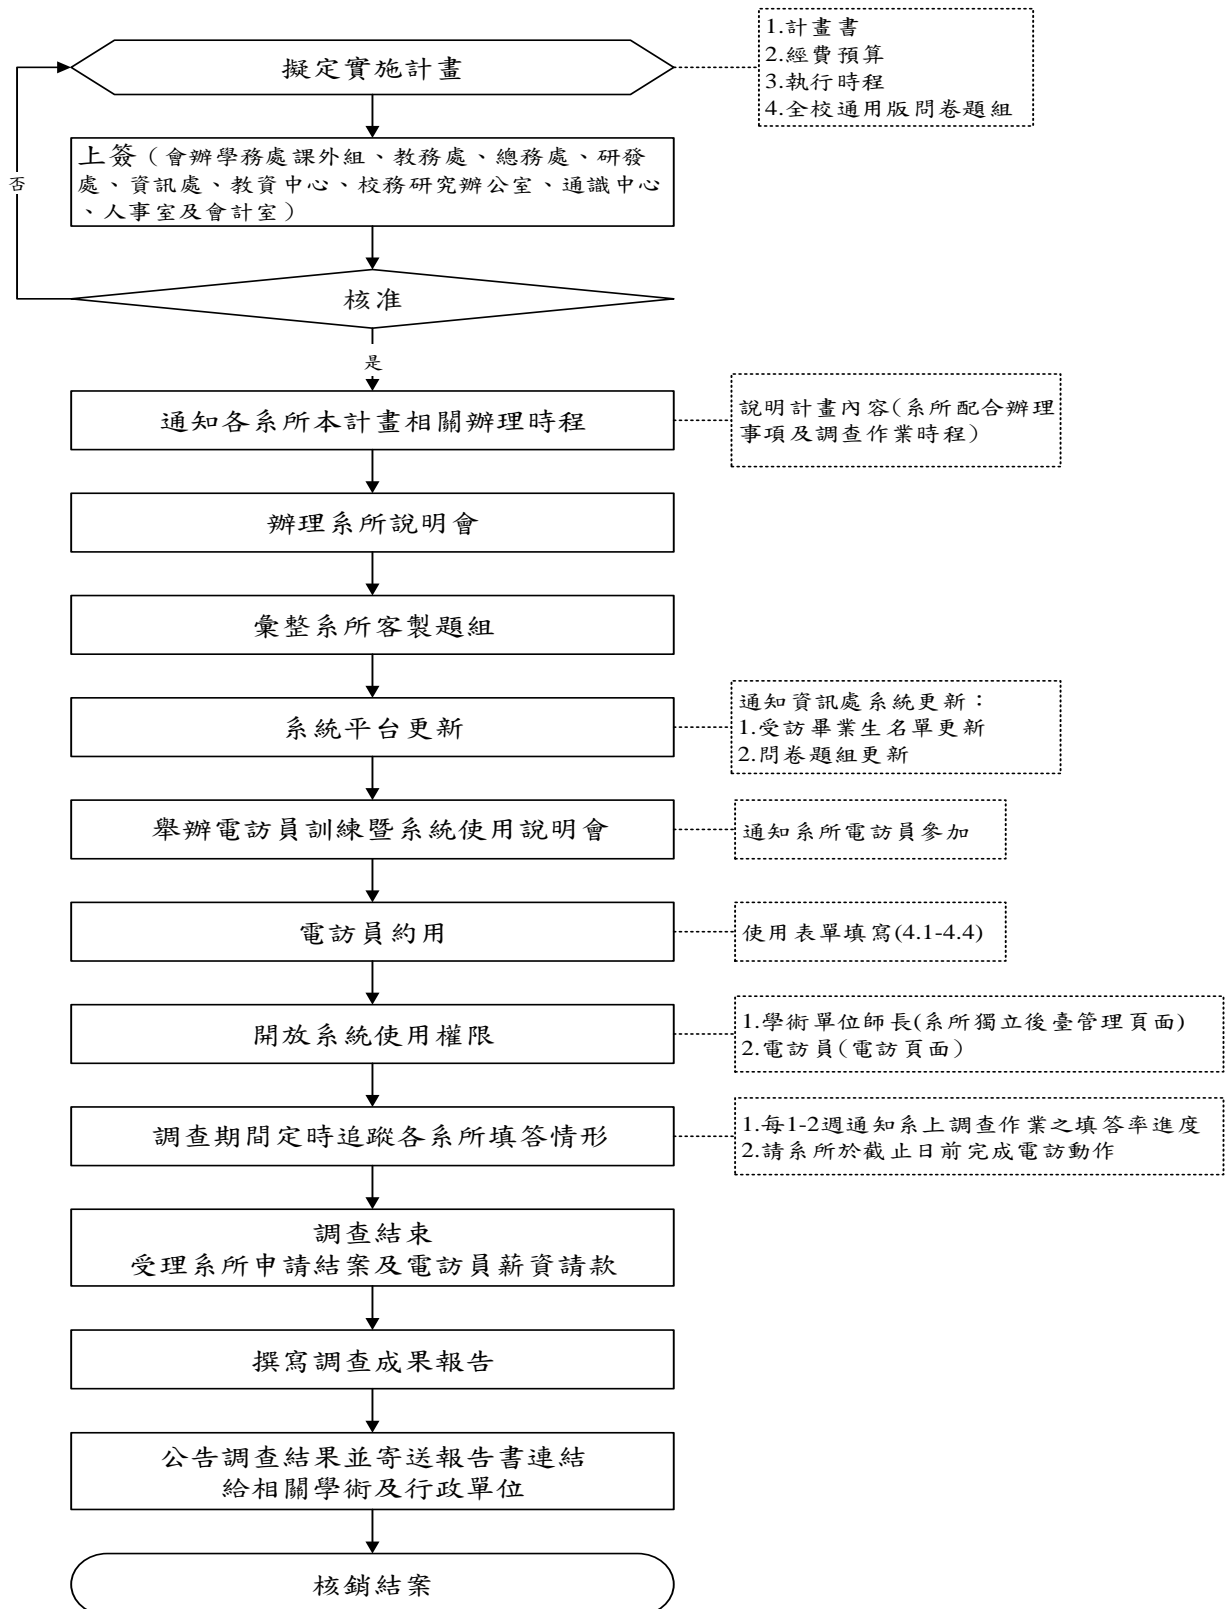 擬定實施計畫
1.計畫書
2.經費預算
3.執行時程
4.全校通用版問卷題組
上簽（會辦學務處課外組、教務處、總務處、研發
處、資訊處、教資中心、校務研究辦公室、通識中心
、人事室及會計室）
否
核准
是
通知各系所本計畫相關辦理時程
說明計畫內容(系所配合辦理
事項及調查作業時程)
辦理系所說明會
彙整系所客製題組
系統平台更新
通知資訊處系統更新：
1.受訪畢業生名單更新
2.問卷題組更新
舉辦電訪員訓練暨系統使用說明會
通知系所電訪員參加
電訪員約用
使用表單填寫(4.1-4.4)
開放系統使用權限
1.學術單位師長(系所獨立後臺管理頁面)
2.電訪員(電訪頁面)
調查期間定時追蹤各系所填答情形
1.每1-2週通知系上調查作業之填答率進度
2.請系所於截止日前完成電訪動作
調查結束
受理系所申請結案及電訪員薪資請款
撰寫調查成果報告
公告調查結果並寄送報告書連結
給相關學術及行政單位
核銷結案